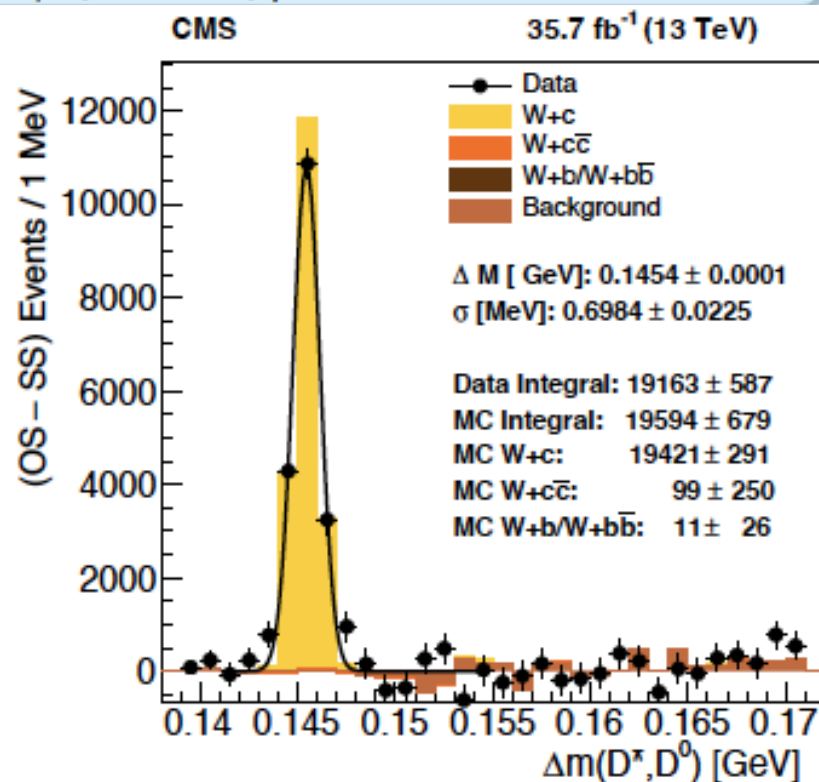 CMS 35.7 fb⁻¹ (13 TeV)
(OS – SS) Events / 1 MeV
12000
10000
8000
6000
4000
2000
0
Data
W+c
W+cc̅
W+b/W+bb̅
Background
Δ M [ GeV]: 0.1454 ± 0.0001
σ [MeV]: 0.6984 ± 0.0225
Data Integral: 19163 ± 587
MC Integral: 19594 ± 679
MC W+c: 19421 ± 291
MC W+cc̅: 99 ± 250
MC W+b/W+bb̅: 11 ± 26
0.14 0.145 0.15 0.155 0.16 0.165 0.17
Δm(D*,D⁰) [GeV]